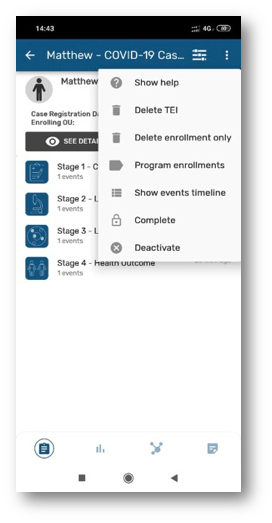 14:43
4G
Matthew - COVID-19 Cas...
Matthew
Show help
Delete TEI
Case Registration Da
Enrolling OU:
Delete enrollment only
SEE DETAI
Program enrollments
Stage 1 - C
1 events
Show events timeline
Stage 2 - L
1 events
Complete
Stage 3 - L
1 events
Deactivate
Stage 4 - Health Outcome
1 events